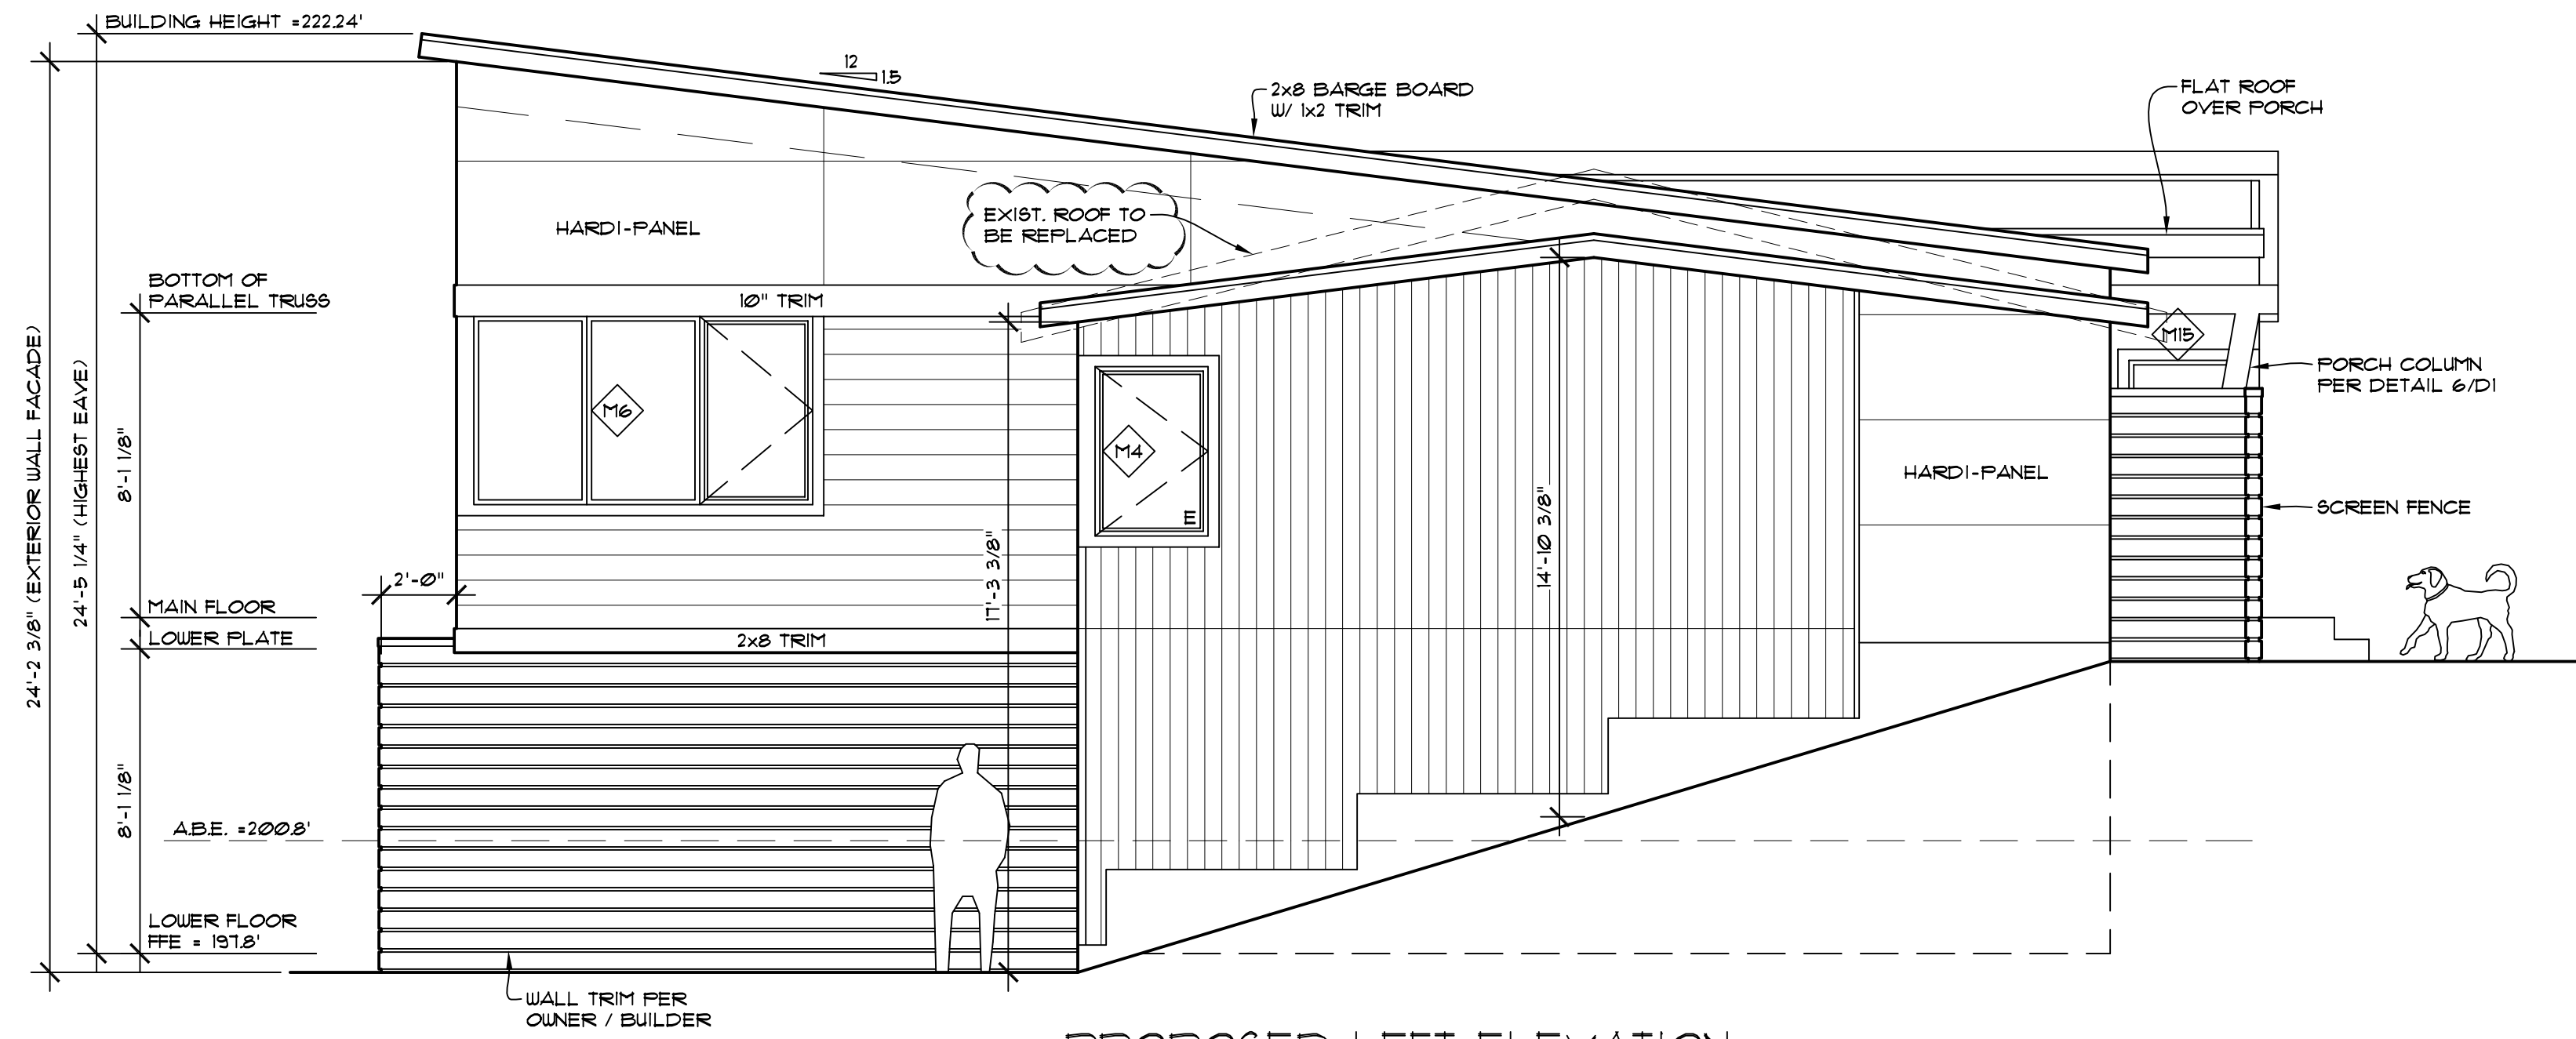 BUILDING HEIGHT =222.24'
12
1.5
2x8 BARGE BOARD
W/ 1x2 TRIM
FLAT ROOF
OVER PORCH
EXIST. ROOF TO
BE REPLACED
HARDI-PANEL
BOTTOM OF
PARALLEL TRUSS
10" TRIM
M15
PORCH COLUMN
PER DETAIL 6/D1
M6
M4
E
HARDI-PANEL
SCREEN FENCE
24'-2 3/8" (EXTERIOR WALL FACADE)
24'-5 1/4" (HIGHEST EAVE)
8'-1 1/8"
17'-3 3/8"
14'-10 3/8"
2'-0"
MAIN FLOOR
LOWER PLATE
2x8 TRIM
8'-1 1/8"
A.B.E. =200.8'
LOWER FLOOR
FFE = 197.8'
WALL TRIM PER
OWNER / BUILDER
PROPOSED LEFT ELEVATION